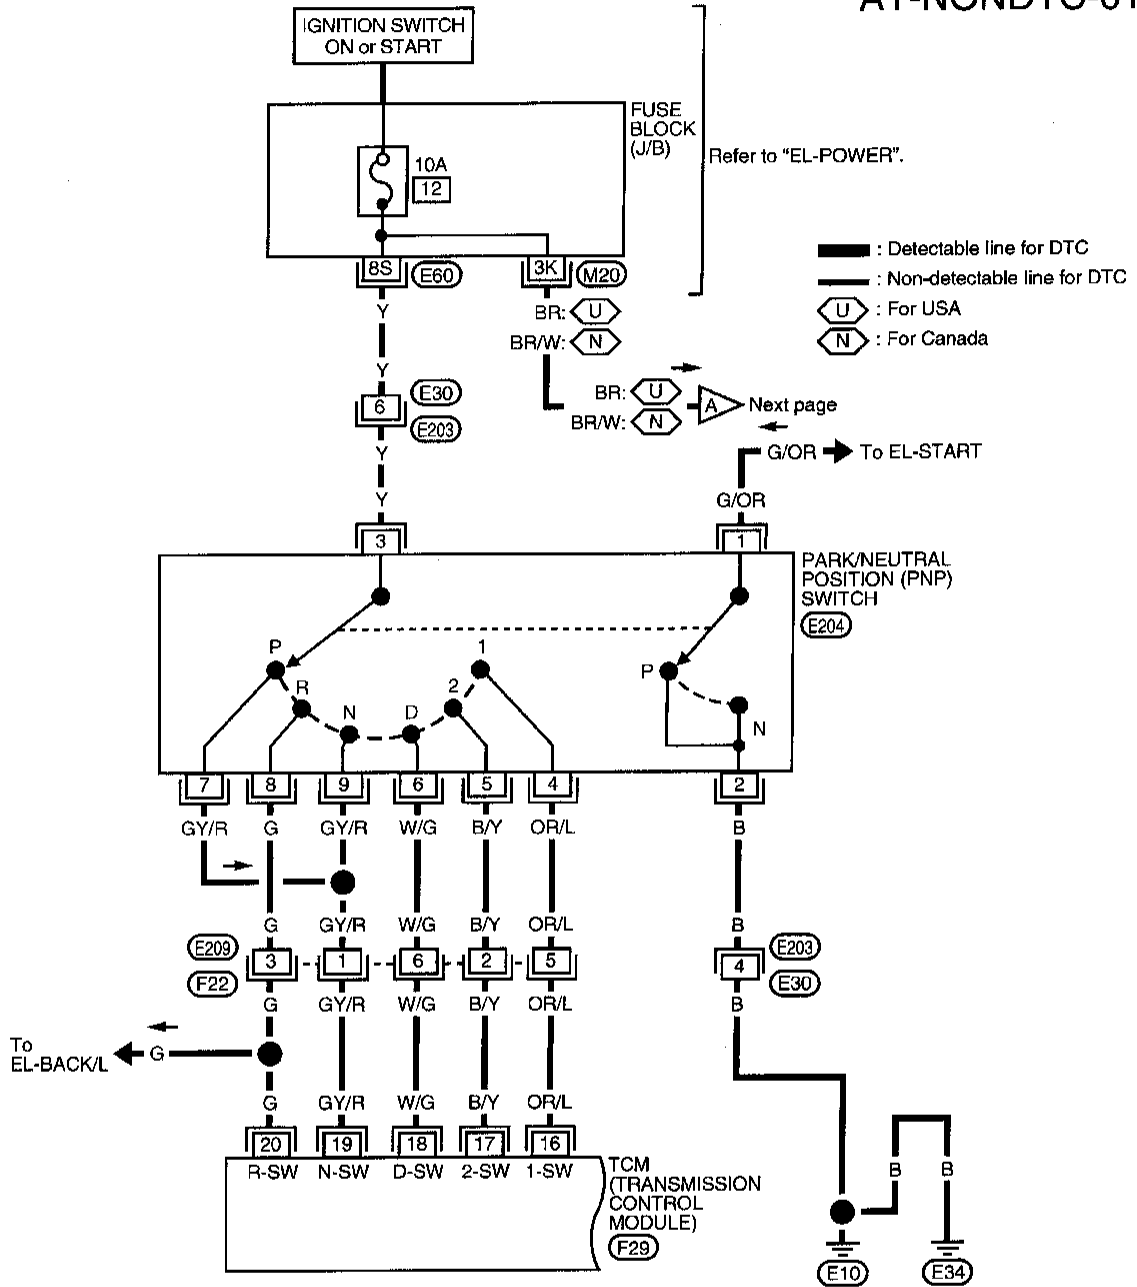 AT-NONDTC-01
IGNITION SWITCH
ON or START
FUSE
BLOCK
(J/B)
Refer to "EL-POWER".
10A
12
8S
E60
3K
M20
: Detectable line for DTC
: Non-detectable line for DTC
U : For USA
N : For Canada
Y
BR: U
BR/W: N
Y
6
E30
E203
BR: U
BR/W: N
A
Next page
Y
G/OR
To EL-START
Y
G/OR
3
1
PARK/NEUTRAL
POSITION (PNP)
SWITCH
E204
P
R
N
D
2
1
P
N
7
8
9
6
5
4
2
GY/R
G
GY/R
W/G
B/Y
OR/L
B
G
GY/R
W/G
B/Y
OR/L
B
E209
F22
3
1
6
2
5
4
E203
E30
G
GY/R
W/G
B/Y
OR/L
B
To
EL-BACK/L
G
G
GY/R
W/G
B/Y
OR/L
20
19
18
17
16
R-SW
N-SW
D-SW
2-SW
1-SW
TCM
(TRANSMISSION
CONTROL
MODULE)
F29
B
B
E10
E34